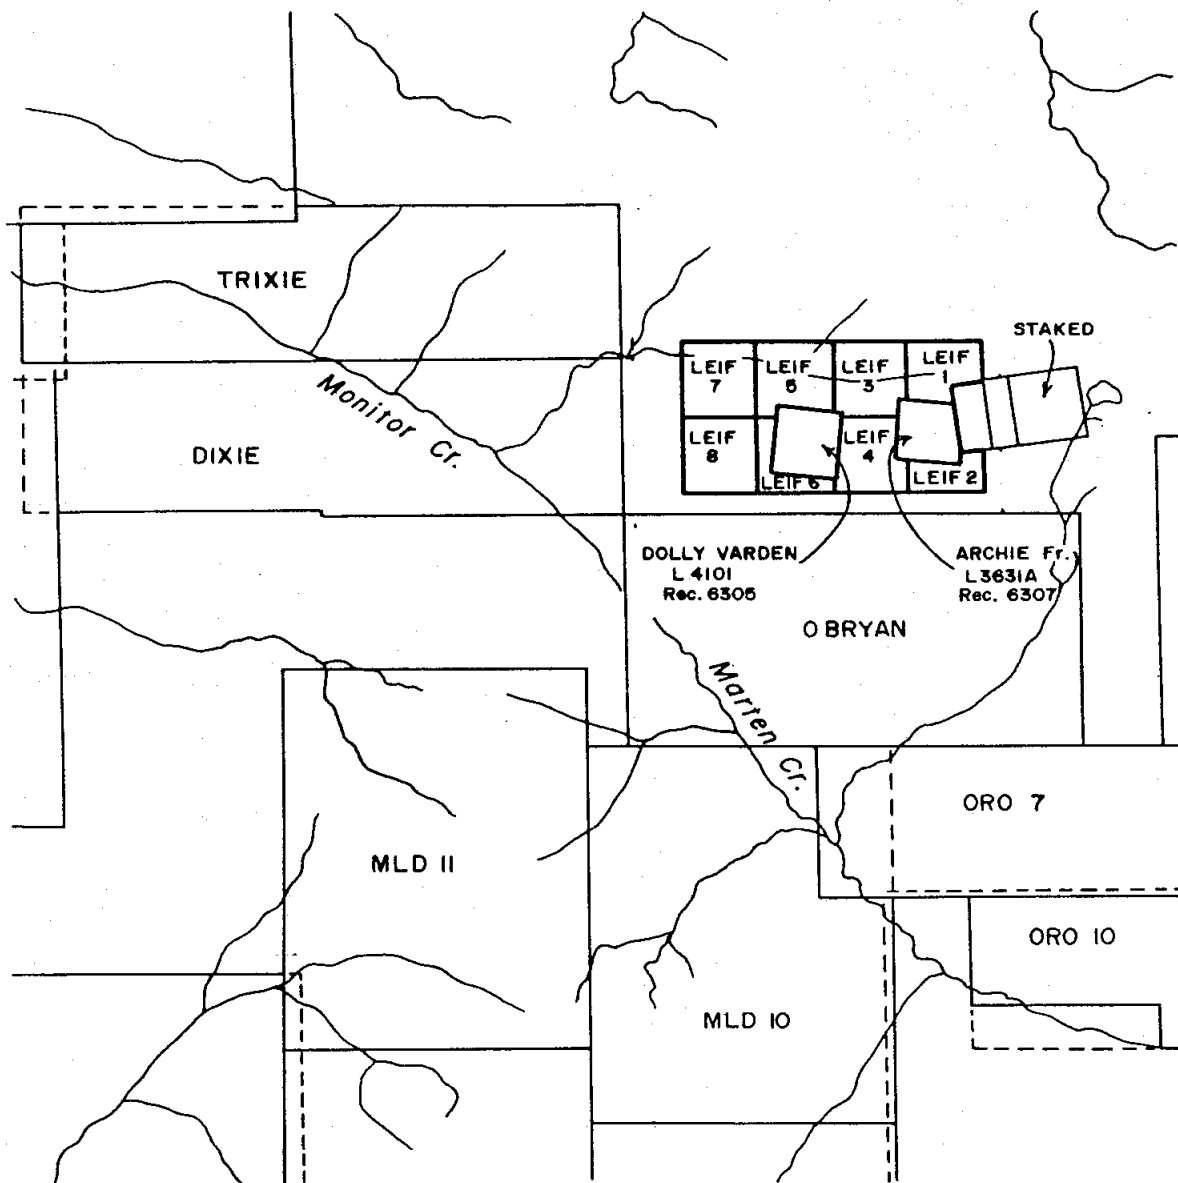 TRIXIE
STAKED
LEIF
7
LEIF
5
LEIF
3
LEIF
1
Monitor Cr.
DIXIE
LEIF
8
LEIF 6
LEIF
4
LEIF 2
DOLLY VARDEN
L 4101
Rec. 6305
ARCHIE Fr.
L3631A
Rec. 6307
O BRYAN
Marten Cr.
ORO 7
MLD 11
ORO 10
MLD 10